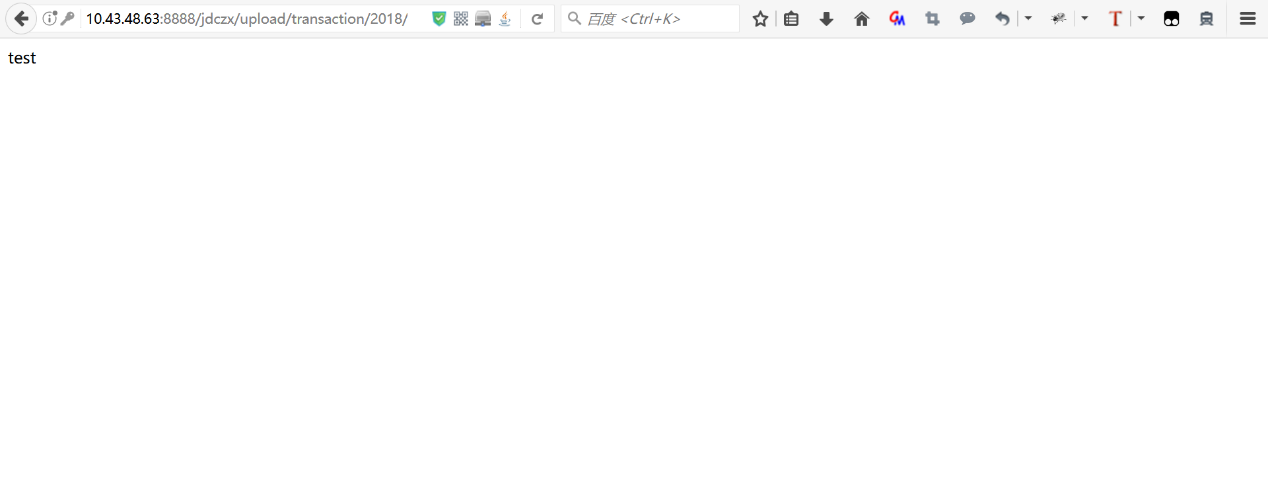 10.43.48.63:8888/jdczx/upload/transaction/2018/
百度 <Ctrl+K>
test